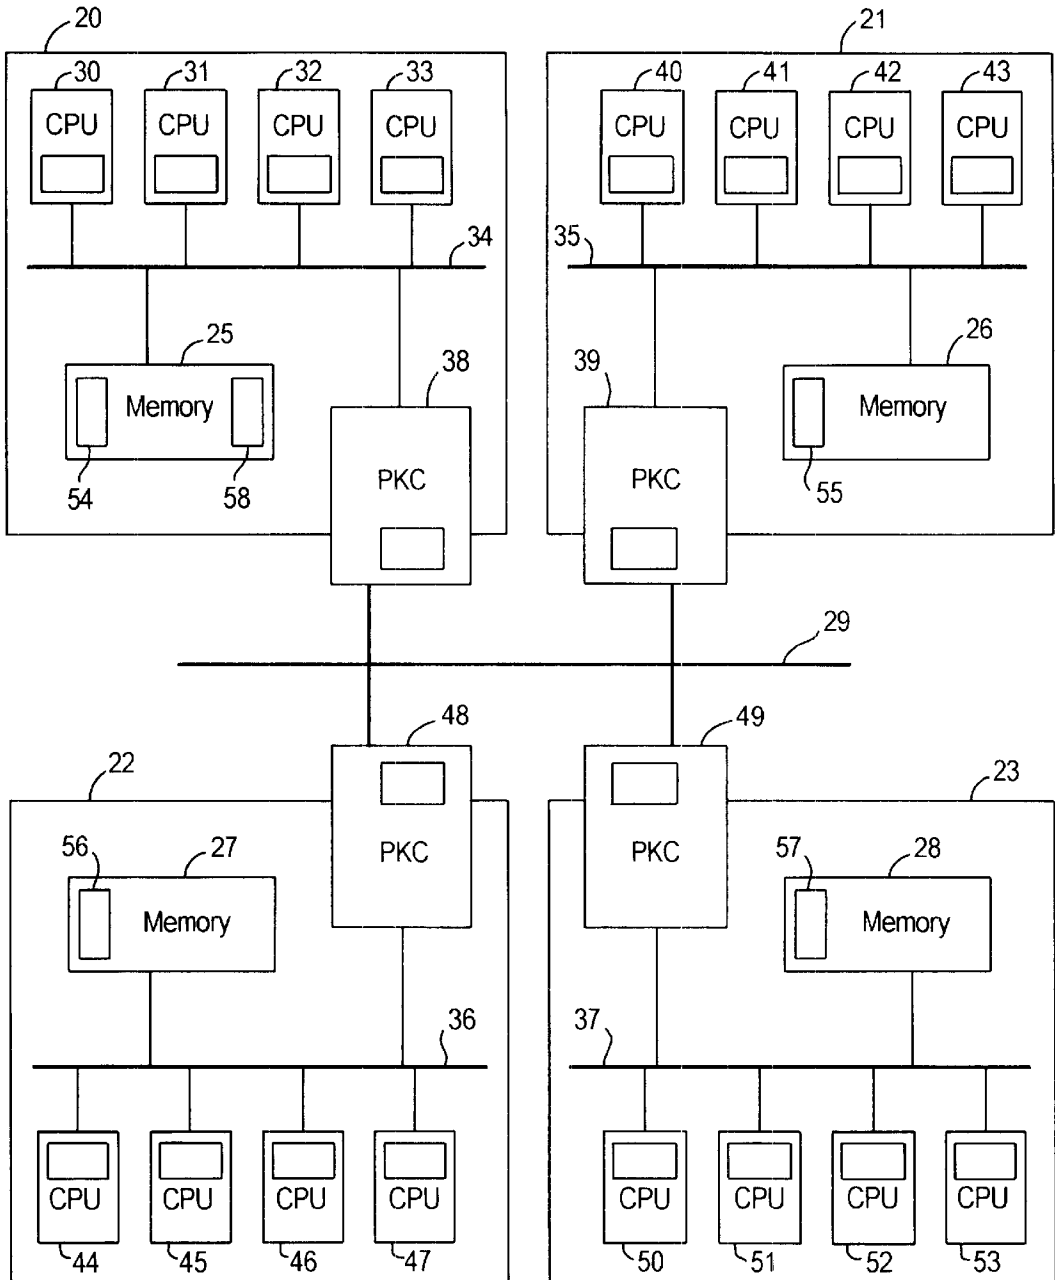 20 21
30 31 32 33 40 41 42 43
CPU CPU CPU CPU CPU CPU CPU CPU
34 35
25 38 39 26
Memory Memory
PKC PKC
54 58 55
29
48 49
22 23
56 27 57 28
PKC PKC
Memory Memory
36 37
CPU CPU CPU CPU CPU CPU CPU CPU
44 45 46 47 50 51 52 53